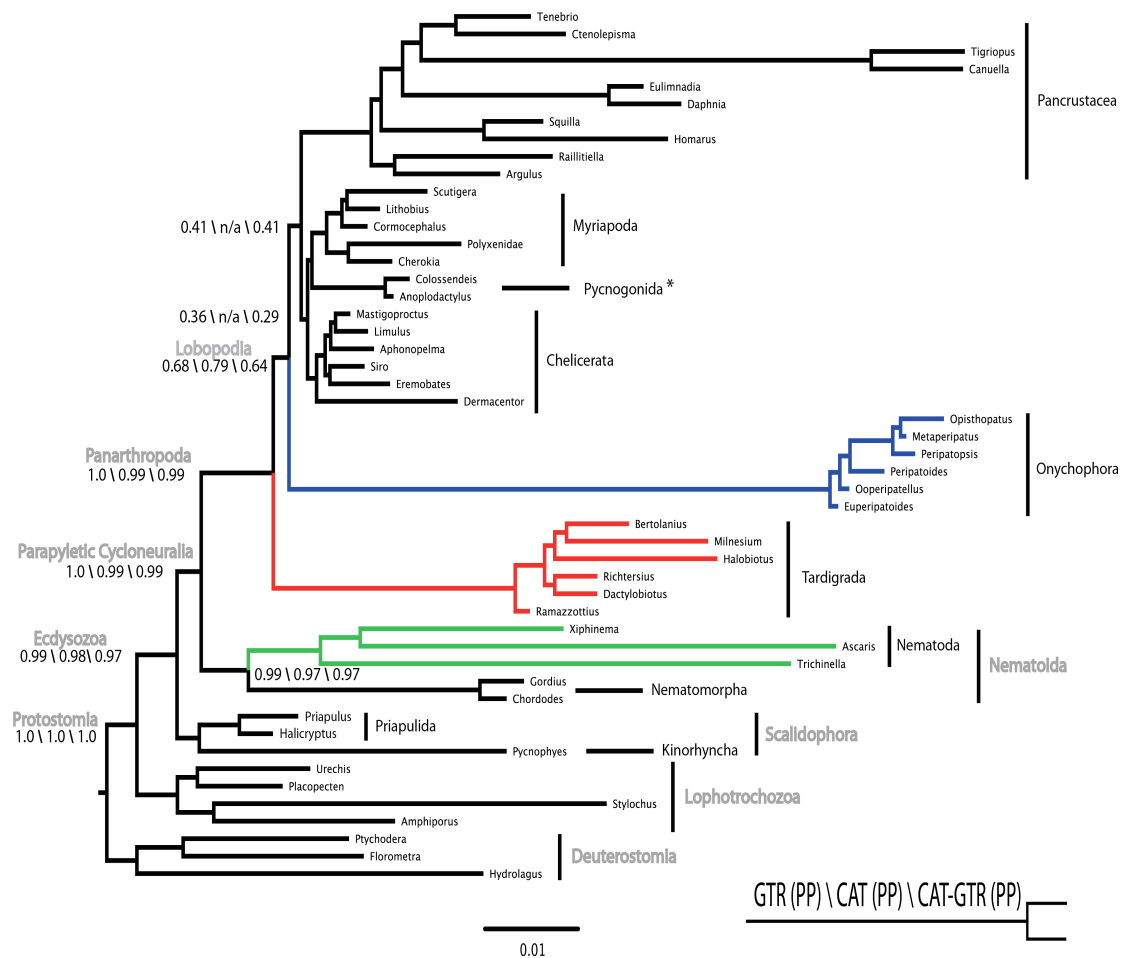 Tenebrio
Ctenolepisma
Tigriopus
Canuella
Eulimnadia
Daphnia
Pancrustacea
Squilla
Homarus
Raillitiella
Argulus
Scutigera
Lithobius
Cormocephalus
Myriapoda
0.41 \ n/a \ 0.41
Polyxenidae
Cherokia
Colossendeis
Pycnogonida *
Anoplodactylus
0.36 \ n/a \ 0.29
Mastigoproctus
Limulus
Aphonopelma
Chelicerata
Lobopodia
0.68 \ 0.79 \ 0.64
Siro
Eremobates
Dermacentor
Opisthopatus
Metaperipatus
Peripatopsis
Onychophora
Panarthropoda
1.0 \ 0.99 \ 0.99
Peripatoides
Ooperipatellus
Euperipatoides
Bertolanius
Milnesium
Halobiotus
Parapyletic Cycloneuralia
1.0 \ 0.99 \ 0.99
Richtersius
Tardigrada
Dactylobiotus
Ramazzottius
Xiphinema
Ecdysozoa
0.99 \ 0.98\ 0.97
Ascaris
Nematoda
Trichinella
Nematoida
0.99 \ 0.97 \ 0.97
Gordius
Nematomorpha
Chordodes
Protostomia
1.0 \ 1.0 \ 1.0
Priapulus
Priapulida
Halicryptus
Scalidophora
Pycnophyes
Kinorhyncha
Urechis
Placopecten
Lophotrochozoa
Stylochus
Amphiporus
Ptychodera
Florometra
Deuterostomia
Hydrolagus
GTR (PP) \ CAT (PP) \ CAT-GTR (PP)
0.01